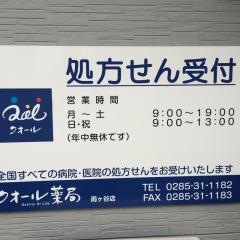 処方せん受付
クオール
営業時間
月～土 9:00～19:00
日・祝 9:00～13:00
(年中無休です)
全国すべての病院・医院の処方せんをお受けいたします
クオール薬局 雨ヶ谷店
Quality Of Life
TEL 0285-31-1182
FAX 0285-31-1183